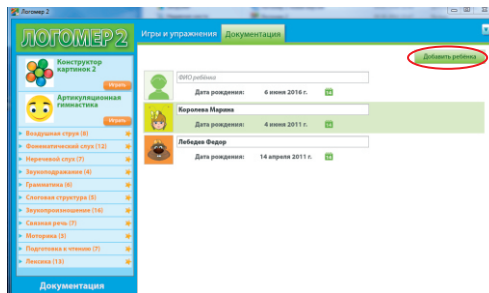 Логомер 2
ЛОГОМЕР 2
Игры и упражнения Документация
Добавить ребёнка
Конструктор
картинок 2
Играть
Артикуляционная
гимнастика
Играть
Воздушная струя (6)
Фонематический слух (12)
Неречевой слух (7)
Звукоподражание (4)
Грамматика (6)
Слоговая структура (3)
Звукопроизношение (16)
Связная речь (7)
Моторика (3)
Подготовка к чтению (7)
Лексика (13)
Документация
ФИО ребёнка
Дата рождения: 6 июня 2016 г.
Королева Марина
Дата рождения: 4 июня 2011 г.
Лебедев Федор
Дата рождения: 14 апреля 2011 г.